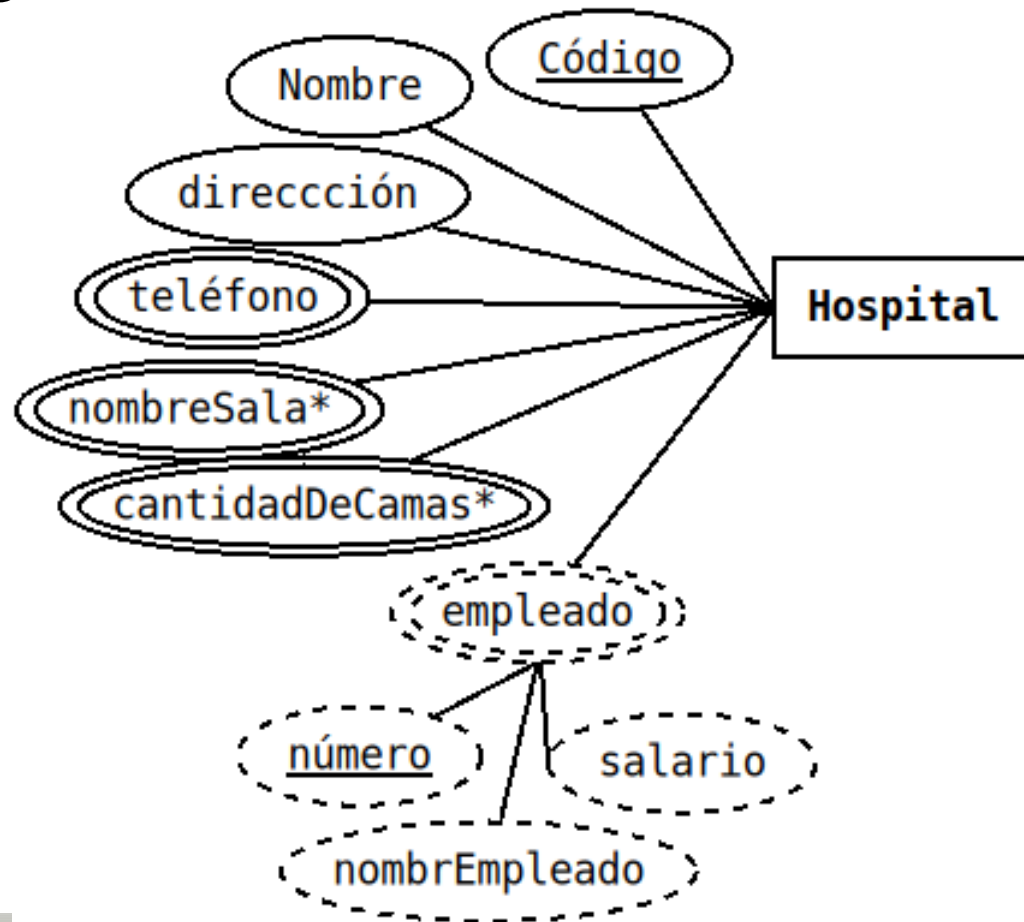 Código
Nombre
direccción
teléfono
Hospital
nombreSala*
cantidadDeCamas*
empleado
número
salario
nombrEmpleado